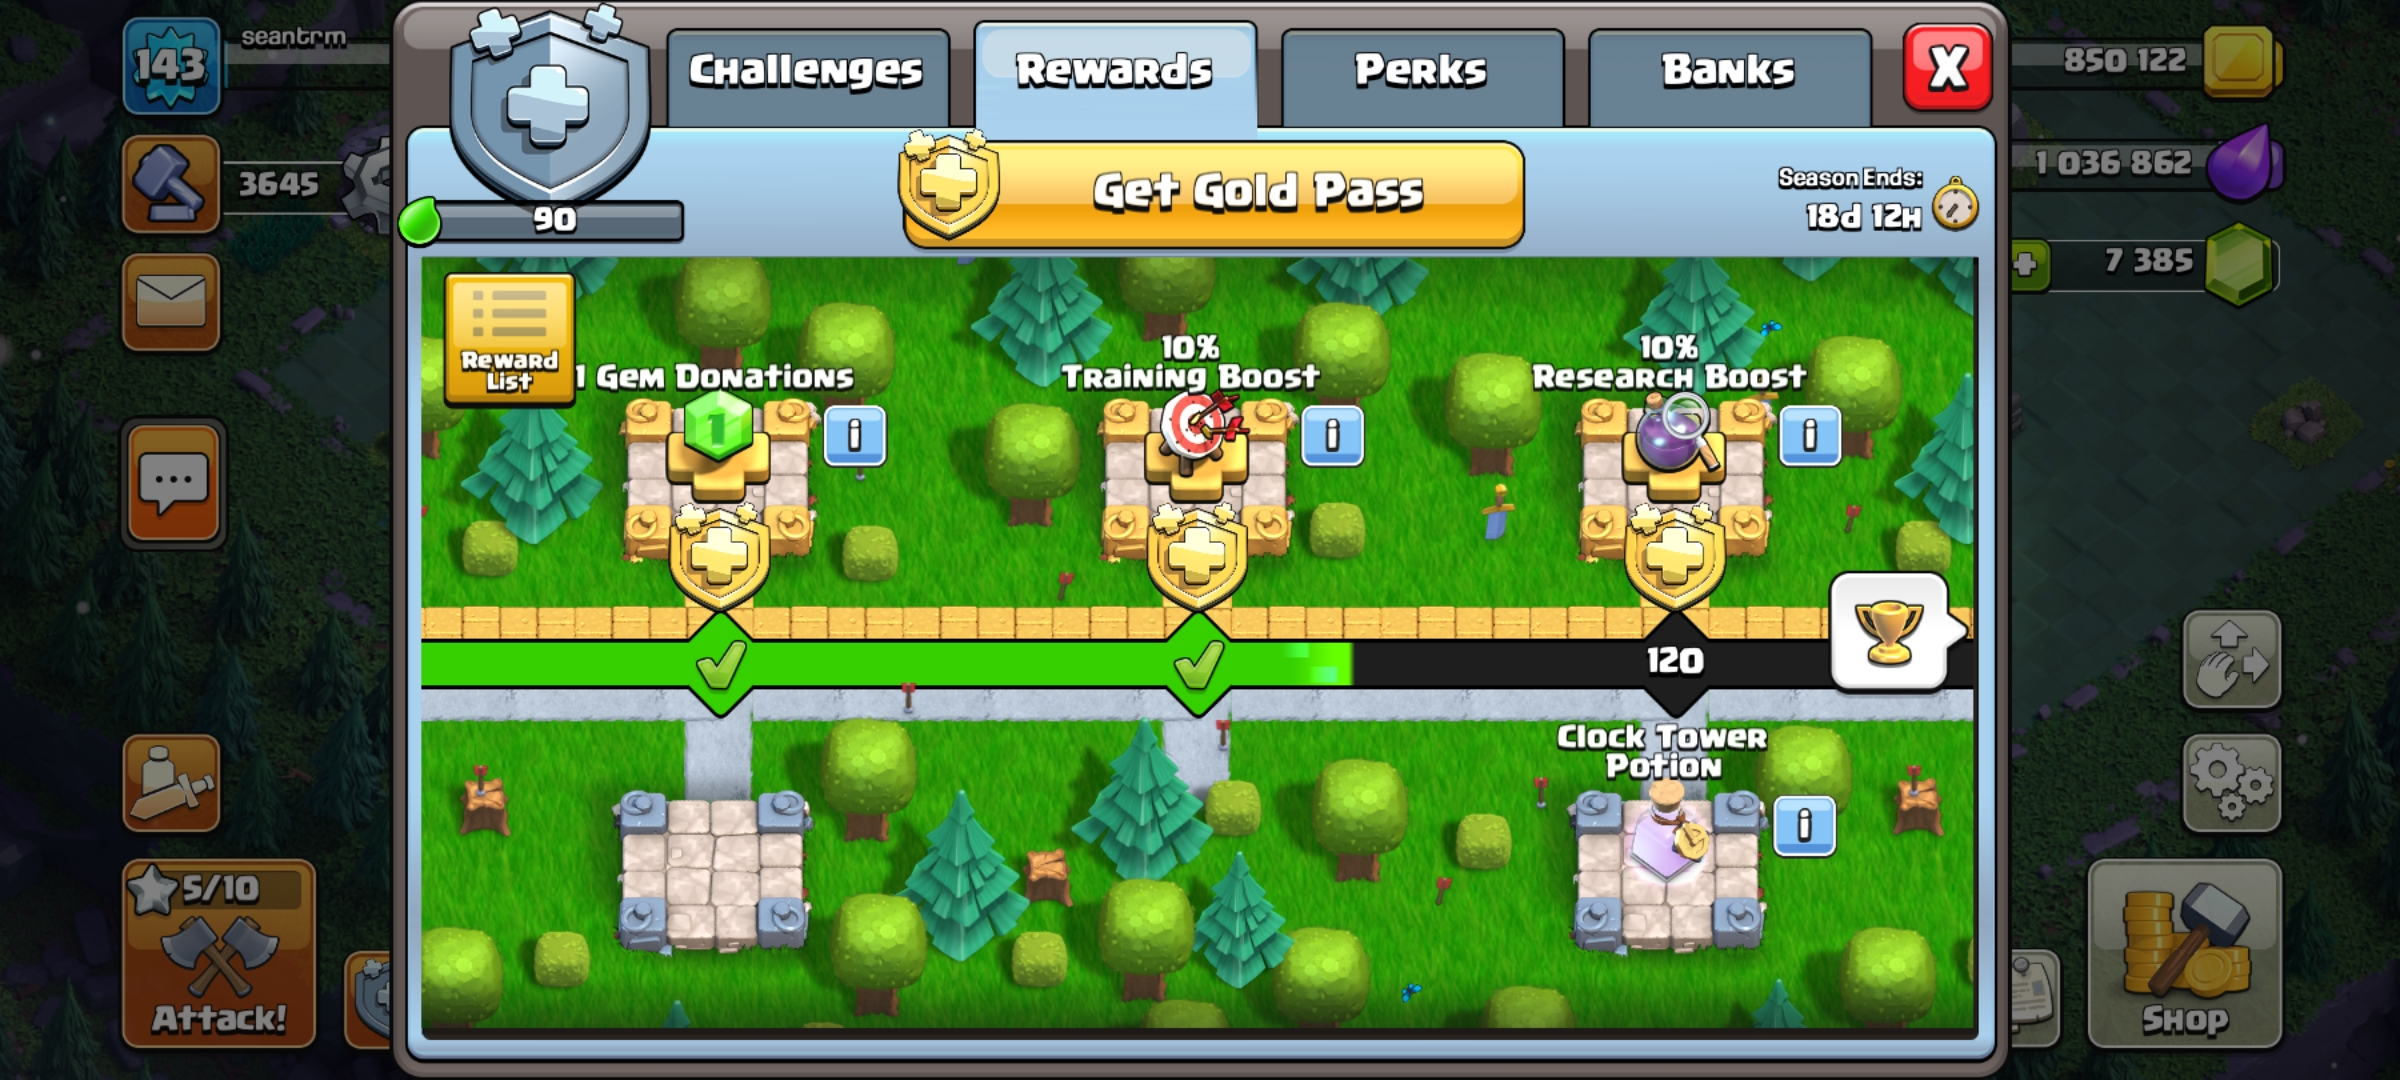 143
seantrm
Challenges
Rewards
Perks
Banks
X
850 122
3645
90
Get Gold Pass
Season Ends:
18d 12h
1 036 862
7 385
Reward
List
1 Gem Donations
10%
Training Boost
10%
Research Boost
1
i
i
i
120
Clock Tower
Potion
i
5/10
Attack!
Shop